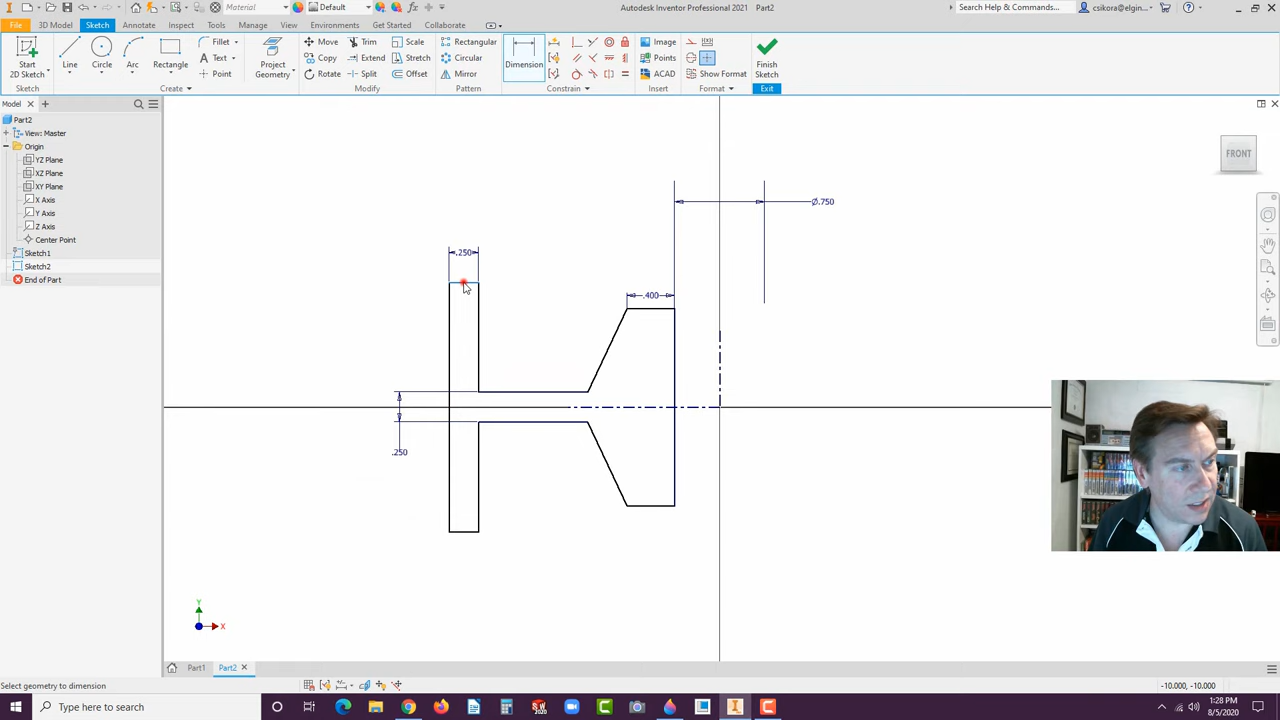 Material
Default
Autodesk Inventor Professional 2021 Part2
Search Help & Commands...
csikora@elgin...
File
3D Model
Sketch
Annotate
Inspect
Tools
Manage
View
Environments
Get Started
Collaborate
Start
2D Sketch
Line
Circle
Arc
Rectangle
Fillet
Text
Point
Project
Geometry
Move
Copy
Rotate
Trim
Extend
Split
Scale
Stretch
Offset
Rectangular
Circular
Mirror
Dimension
Image
Points
ACAD
Show Format
Finish
Sketch
Sketch
Create
Modify
Pattern
Constrain
Insert
Format
Exit
Model
Part2
View: Master
Origin
YZ Plane
XZ Plane
XY Plane
X Axis
Y Axis
Z Axis
Center Point
Sketch1
Sketch2
End of Part
FRONT
Ø.750
.250
.400
.250
Y
X
Part1
Part2
Select geometry to dimension
-10.000, -10.000
Type here to search
SW
2020
1:28 PM
8/5/2020